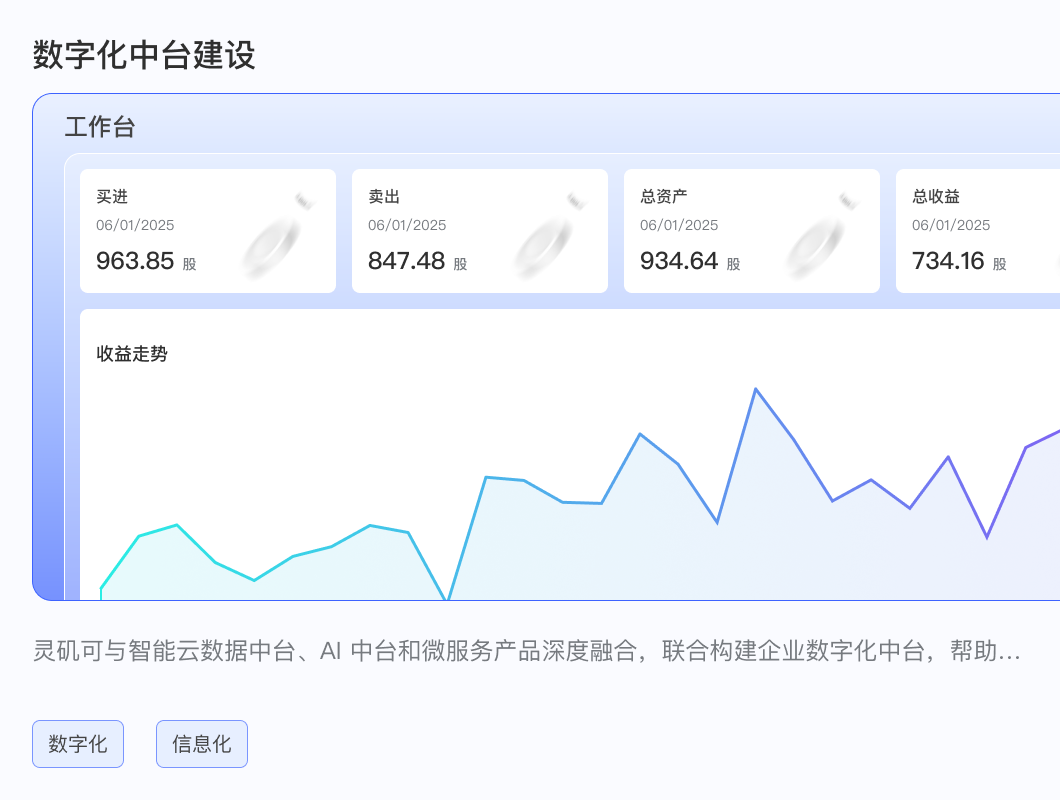 数字化中台建设
工作台
买进
06/01/2025
963.85 股
卖出
06/01/2025
847.48 股
总资产
06/01/2025
934.64 股
总收益
06/01/2025
734.16 股
收益走势
灵矶可与智能云数据中台、AI 中台和微服务产品深度融合，联合构建企业数字化中台，帮助…
数字化
信息化